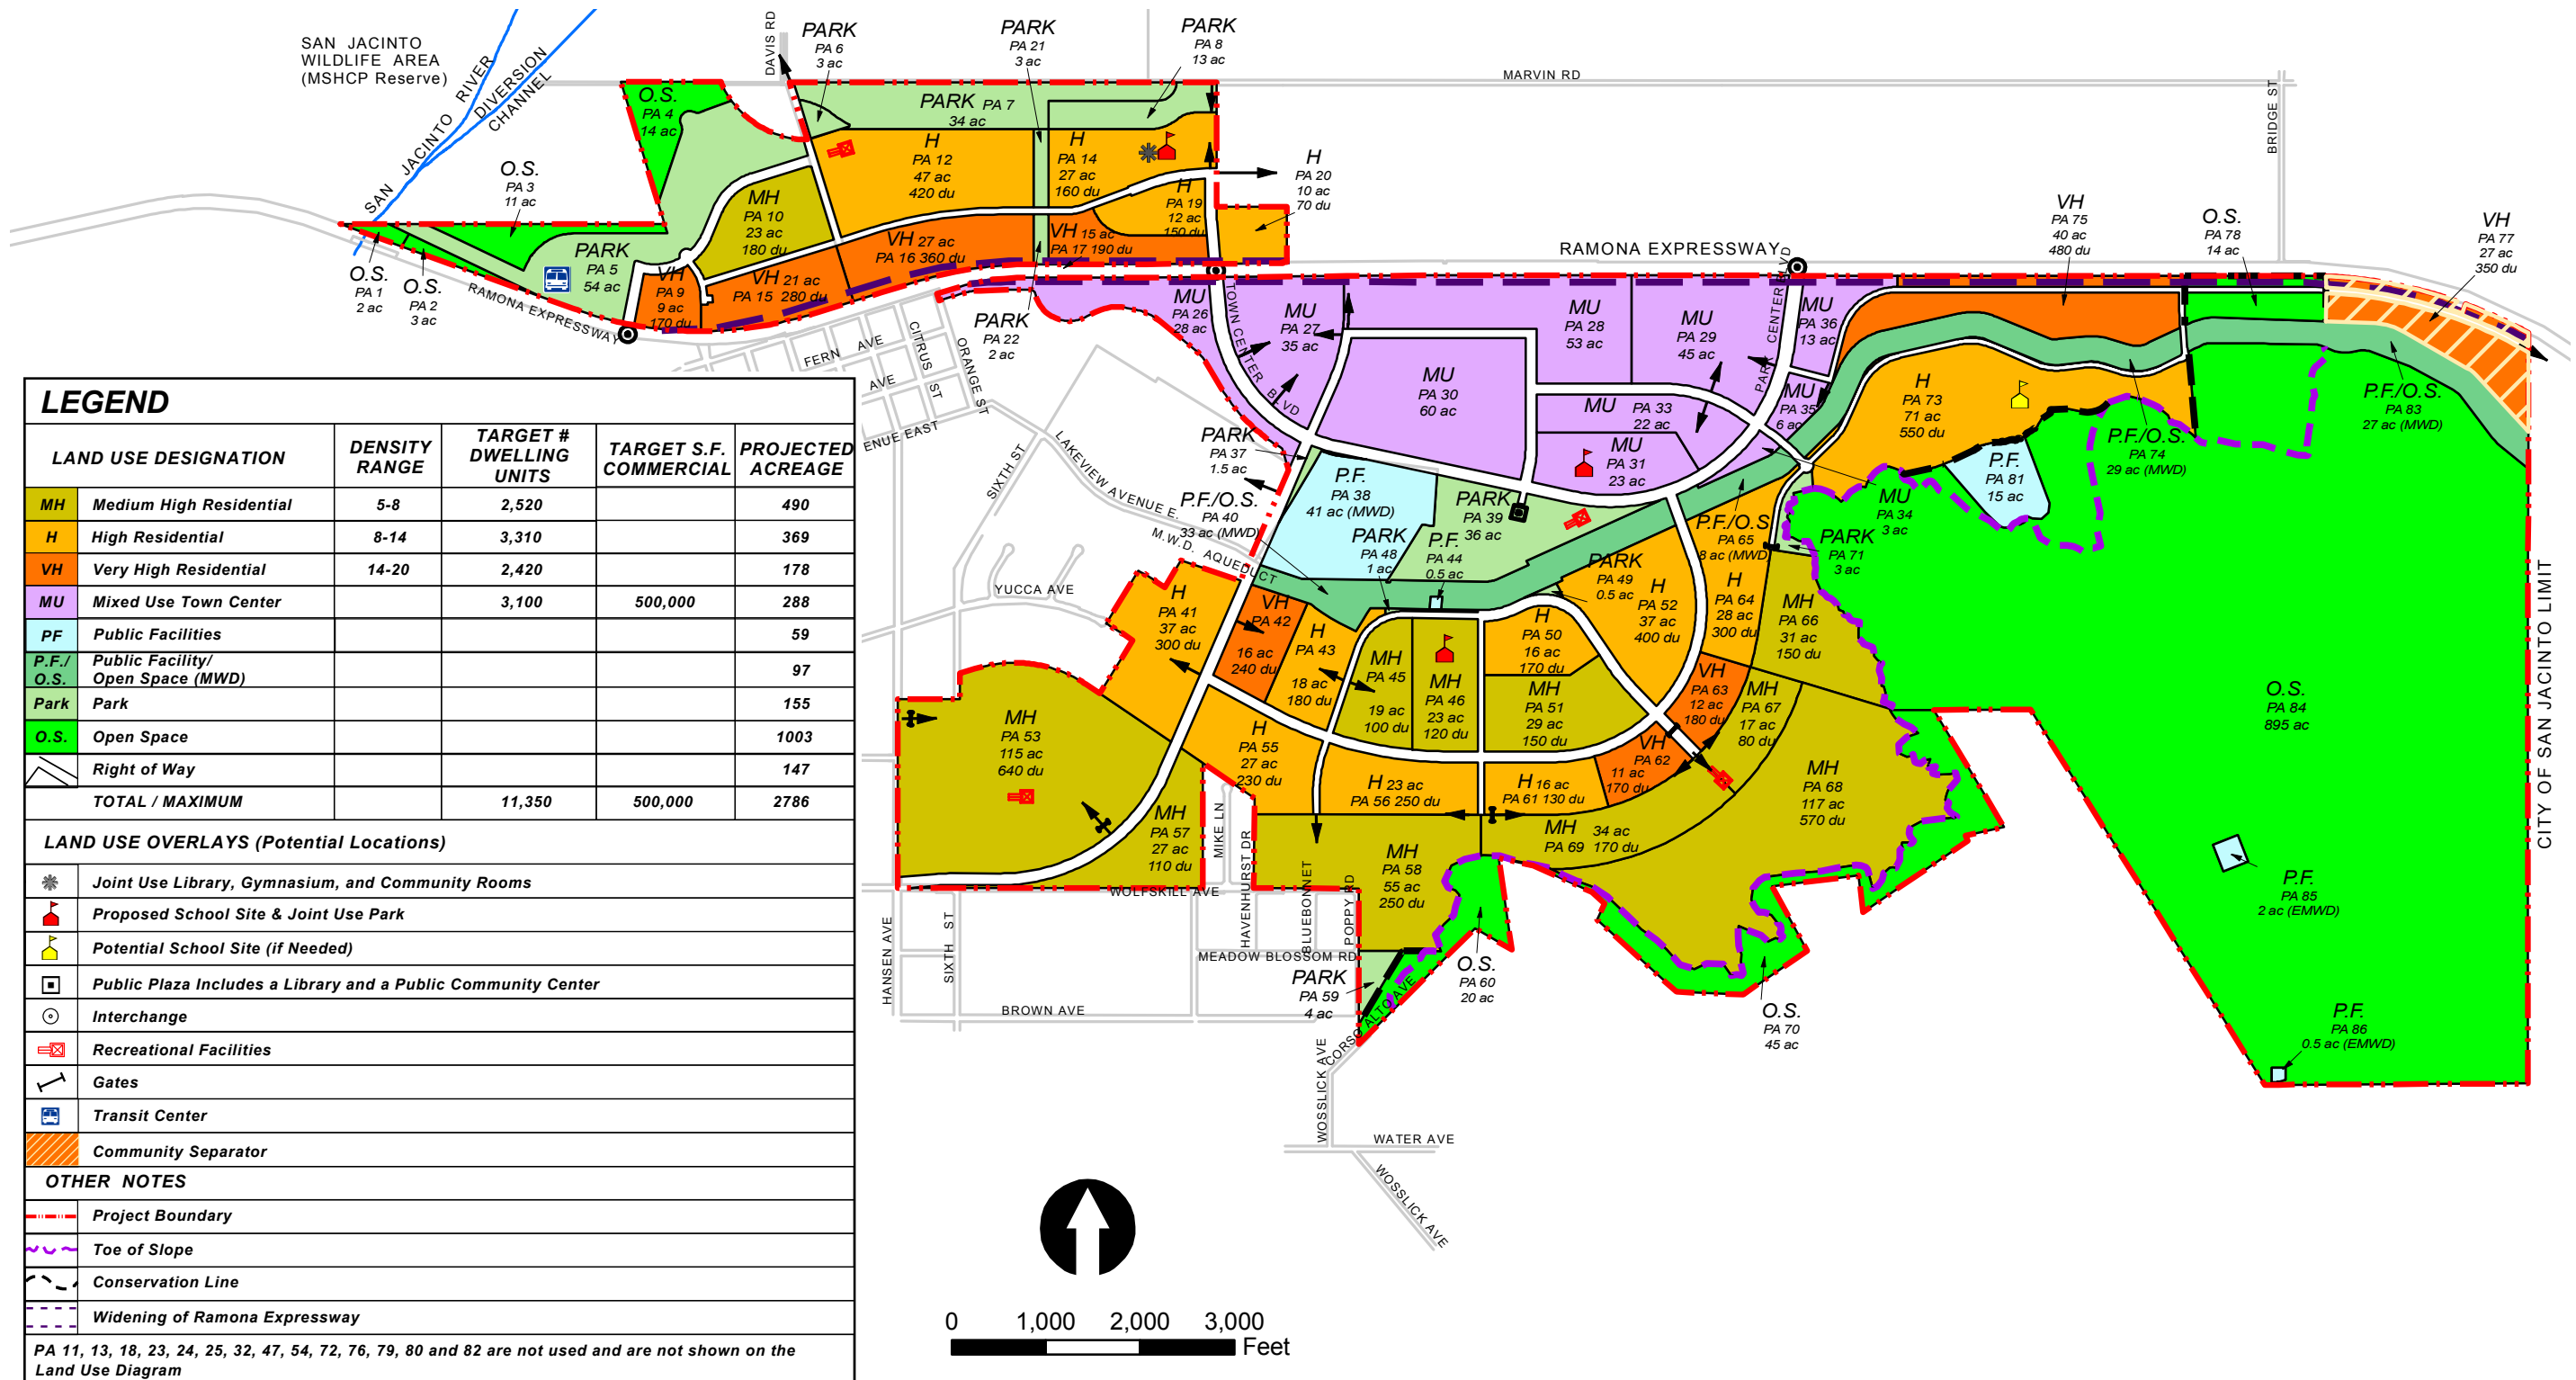 SAN JACINTO
WILDLIFE AREA
(MSHCP Reserve)
SAN JACINTO RIVER
DIVERSION
CHANNEL
DAVIS RD
PARK
PA 6
3 ac
PARK
PA 21
3 ac
PARK
PA 8
13 ac
MARVIN RD
BRIDGE ST
O.S.
PA 4
14 ac
PARK PA 7
34 ac
H
PA 12
47 ac
420 du
H
PA 14
27 ac
160 du
H
PA 20
10 ac
70 du
O.S.
PA 3
11 ac
MH
PA 10
23 ac
180 du
H
PA 19
12 ac
150 du
VH
PA 75
40 ac
480 du
O.S.
PA 78
14 ac
VH
PA 77
27 ac
350 du
O.S.
PA 1
2 ac
O.S.
PA 2
3 ac
PARK
PA 5
54 ac
VH
PA 9
9 ac
170 du
VH 21 ac
PA 15 280 du
VH 27 ac
PA 16 360 du
VH 15 ac
PA 17 190 du
RAMONA EXPRESSWAY
RAMONA EXPRESSWAY
PARK
PA 22
2 ac
FERN AVE
AVE
ENUE EAST
CITRUS ST
ORANGE ST
MU
PA 26
28 ac
TOWN CENTER BLVD
MU
PA 27
35 ac
MU
PA 28
53 ac
MU
PA 29
45 ac
PARK CENTER BLVD
MU
PA 36
13 ac
MU
PA 30
60 ac
MU PA 33
22 ac
MU
PA 35
6 ac
MU
PA 31
23 ac
H
PA 73
71 ac
550 du
P.F./O.S.
PA 83
27 ac (MWD)
P.F./O.S.
PA 74
29 ac (MWD)
P.F.
PA 81
15 ac
MU
PA 34
3 ac
PARK
PA 71
3 ac
SIXTH ST
LAKEVIEW AVENUE E.
M.W.D. AQUEDUCT
YUCCA AVE
PARK
PA 37
1.5 ac
P.F./O.S.
PA 40
33 ac (MWD)
P.F.
PA 38
41 ac (MWD)
PARK
PA 39
36 ac
PARK
PA 48
1 ac
P.F.
PA 44
0.5 ac
P.F./O.S
PA 65
8 ac (MWD)
PARK
PA 49
0.5 ac
H
PA 41
37 ac
300 du
VH
PA 42
16 ac
240 du
H
PA 43
18 ac
180 du
MH
PA 45
19 ac
100 du
MH
PA 46
23 ac
120 du
H
PA 50
16 ac
170 du
H
PA 52
37 ac
400 du
H
PA 64
28 ac
300 du
MH
PA 66
31 ac
150 du
MH
PA 51
29 ac
150 du
VH
PA 63
12 ac
180 du
MH
PA 67
17 ac
80 du
VH
PA 62
11 ac
170 du
MH
PA 53
115 ac
640 du
H
PA 55
27 ac
230 du
H 23 ac
PA 56 250 du
H 16 ac
PA 61 130 du
MH
PA 68
117 ac
570 du
MH
PA 57
27 ac
110 du
MH 34 ac
PA 69 170 du
MH
PA 58
55 ac
250 du
O.S.
PA 84
895 ac
CITY OF SAN JACINTO LIMIT
P.F.
PA 85
2 ac (EMWD)
P.F.
PA 86
0.5 ac (EMWD)
MIKE LN
HAVENHURST DR
BLUEBONNET
POPPY RD
WOLFSKILL AVE
HANSEN AVE
SIXTH ST
MEADOW BLOSSOM RD
BROWN AVE
PARK
PA 59
4 ac
CORSO ALTO AVE
O.S.
PA 60
20 ac
O.S.
PA 70
45 ac
WOSSLICK AVE
WATER AVE
WOSSLICK AVE
0 1,000 2,000 3,000
Feet
LEGEND
LAND USE DESIGNATION DENSITY RANGE TARGET # DWELLING UNITS TARGET S.F. COMMERCIAL PROJECTED ACREAGE
MH Medium High Residential 5-8 2,520 490
H High Residential 8-14 3,310 369
VH Very High Residential 14-20 2,420 178
MU Mixed Use Town Center 3,100 500,000 288
PF Public Facilities 59
P.F./ O.S. Public Facility/ Open Space (MWD) 97
Park Park 155
O.S. Open Space 1003
Right of Way 147
TOTAL / MAXIMUM 11,350 500,000 2786
LAND USE OVERLAYS (Potential Locations)
Joint Use Library, Gymnasium, and Community Rooms
Proposed School Site & Joint Use Park
Potential School Site (if Needed)
Public Plaza Includes a Library and a Public Community Center
Interchange
Recreational Facilities
Gates
Transit Center
Community Separator
OTHER NOTES
Project Boundary
Toe of Slope
Conservation Line
Widening of Ramona Expressway
PA 11, 13, 18, 23, 24, 25, 32, 47, 54, 72, 76, 79, 80 and 82 are not used and are not shown on the
Land Use Diagram